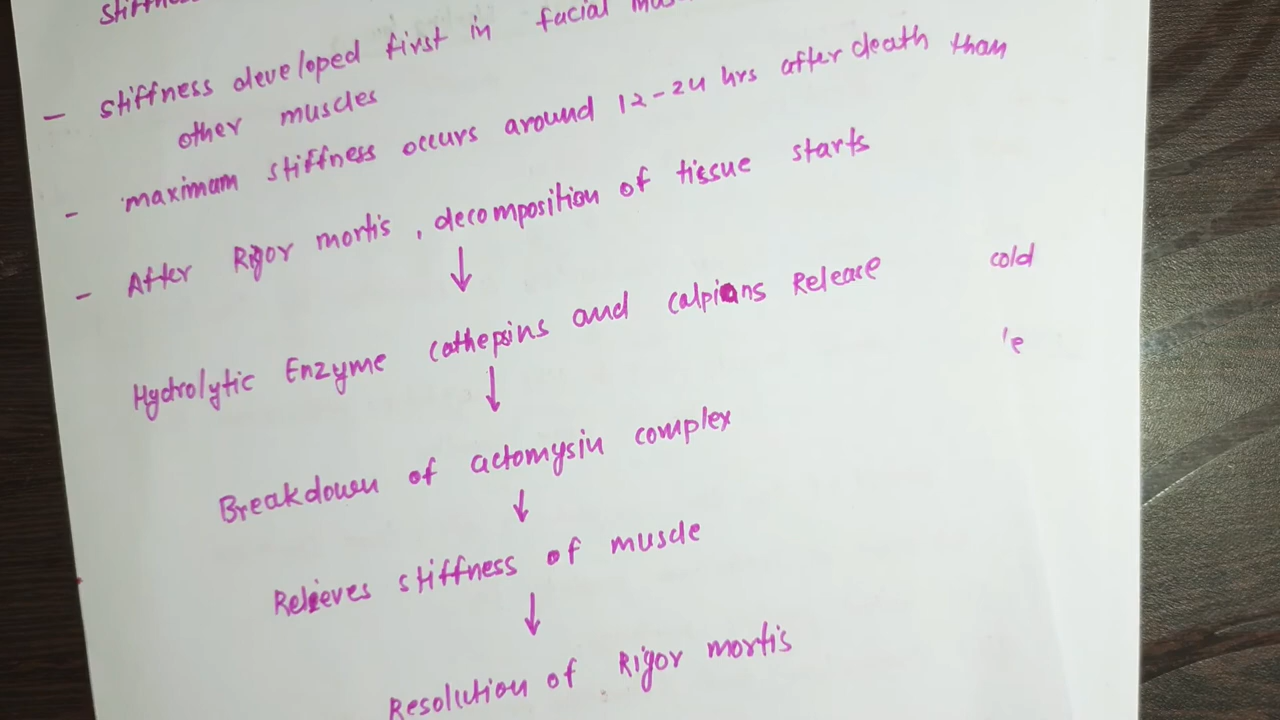 stiffness
- stiffness developed first in facial
other muscles
- maximum stiffness occurs around 12-24 hrs after death than
- After Rigor mortis, decomposition of tissue starts
↓
Hydrolytic Enzyme cathepsins and calpians Release cold
↓ 'e
Breakdown of actomysin complex
↓
Relieves stiffness of muscle
↓
Resolution of Rigor mortis